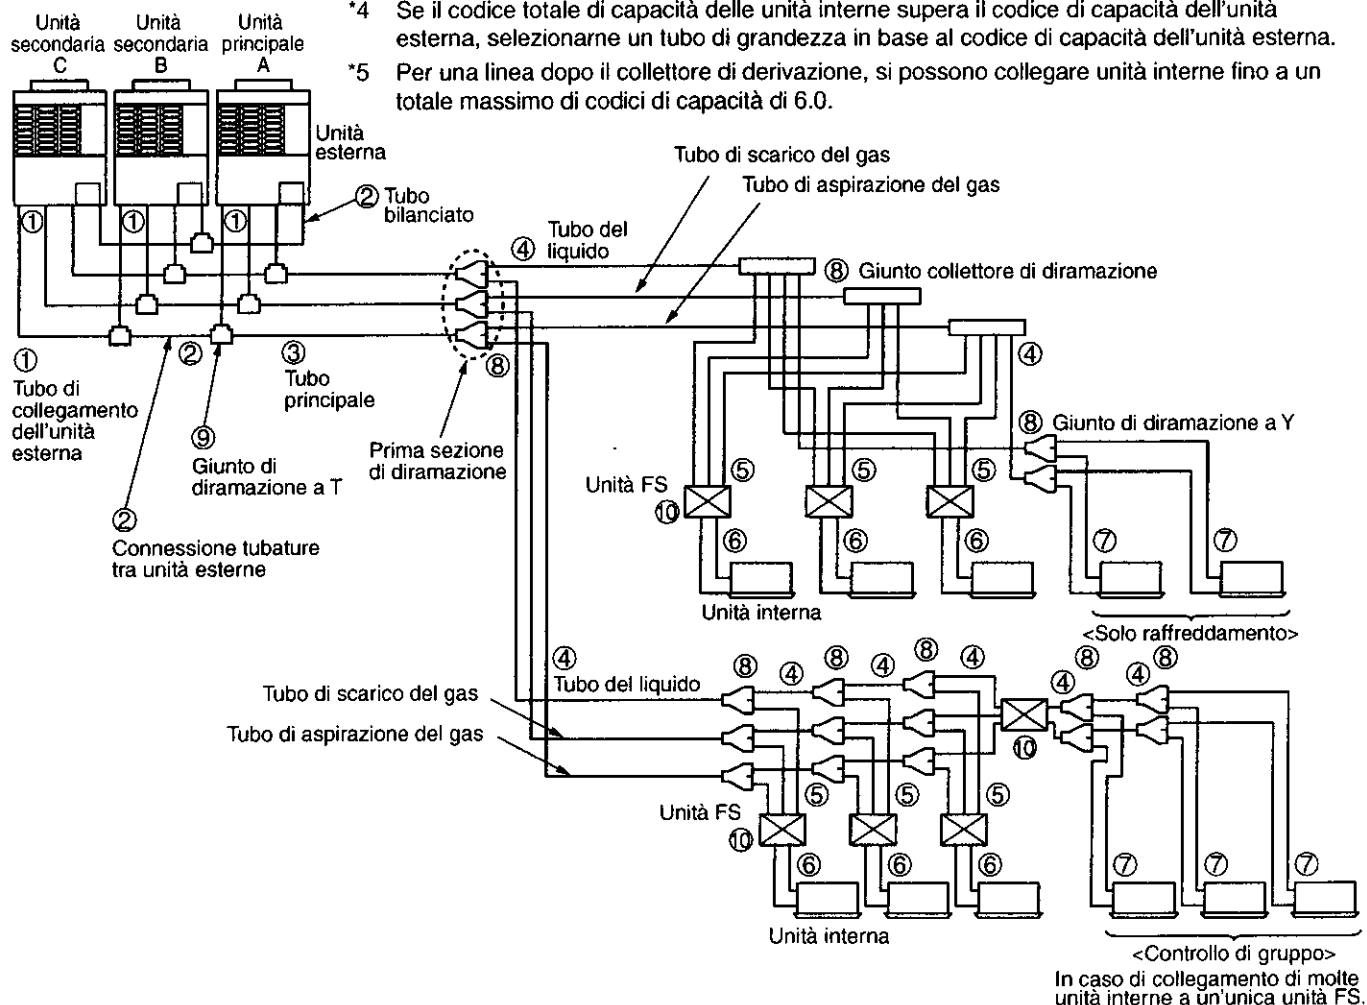 *4 Se il codice totale di capacità delle unità interne supera il codice di capacità dell'unità
esterna, selezionarne un tubo di grandezza in base al codice di capacità dell'unità esterna.
*5 Per una linea dopo il collettore di derivazione, si possono collegare unità interne fino a un
totale massimo di codici di capacità di 6.0.
Unità
secondaria
C
Unità
secondaria
B
Unità
principale
A
Unità
esterna
① ① ①
② Tubo
bilanciato
Tubo di scarico del gas
Tubo di aspirazione del gas
④ Tubo del
liquido
⑧ Giunto collettore di diramazione
①
Tubo di
collegamento
dell'unità
esterna
②
③
Tubo
principale
⑧
④
⑨
Giunto di
diramazione a T
Prima sezione
di diramazione
②
Connessione tubature
tra unità esterne
⑧ Giunto di diramazione a Y
Unità FS
⑩
⑤ ⑤ ⑤
⑥ ⑥ ⑥ ⑦ ⑦
Unità interna
<Solo raffreddamento>
④
Tubo del liquido
⑧ ④ ⑧ ④ ⑧ ④ ④ ⑧ ④ ⑧
Tubo di scarico del gas
Tubo di aspirazione del gas
⑩
Unità FS
⑩
⑤ ⑤ ⑤
⑥ ⑥ ⑥ ⑦ ⑦ ⑦
Unità interna
<Controllo di gruppo>
In caso di collegamento di molte
unità interne a un'unica unità FS.